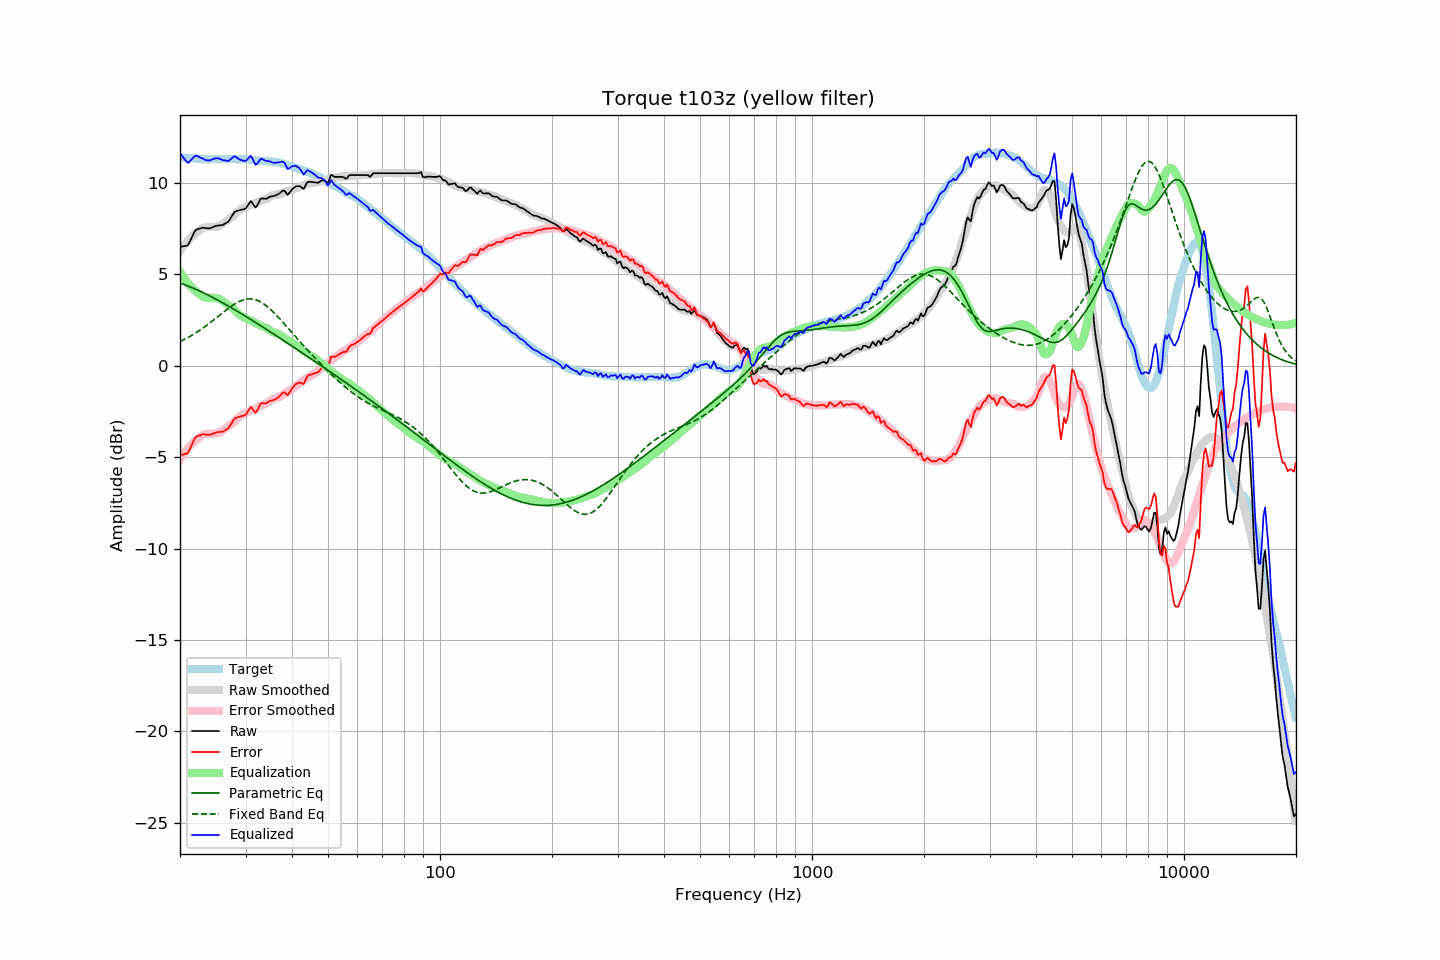 Torque t103z (yellow filter)
10
5
0
−5
−10
−15
−20
−25
Amplitude (dBr)
Target
Raw Smoothed
Error Smoothed
Raw
Error
Equalization
Parametric Eq
Fixed Band Eq
Equalized
100 1000 10000
Frequency (Hz)